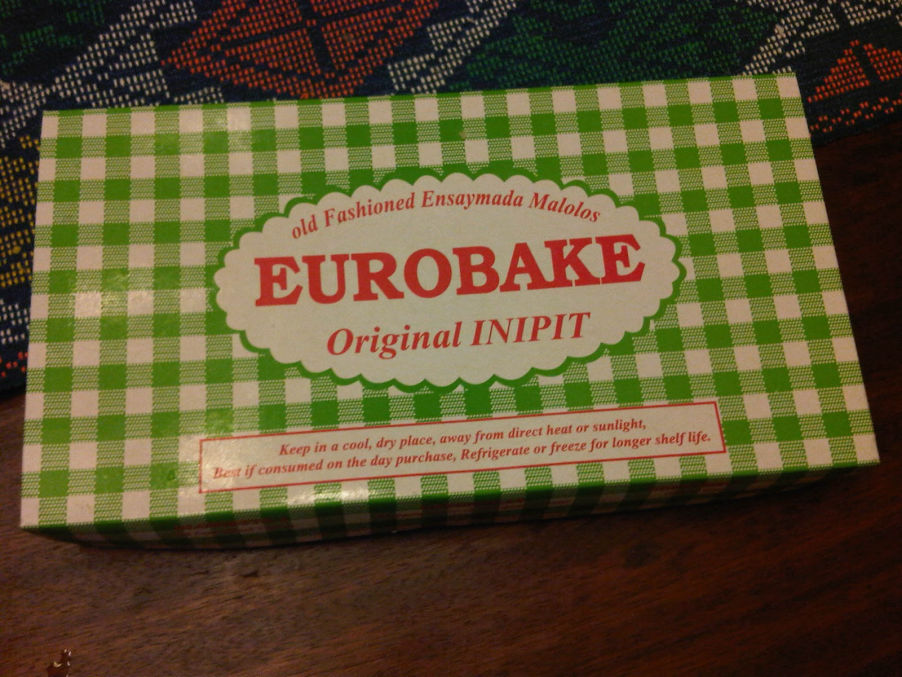 old Fashioned Ensaymada Malolos
EUROBAKE
Original INIPIT
Keep in a cool, dry place, away from direct heat or sunlight,
Best if consumed on the day purchase, Refrigerate or freeze for longer shelf life.